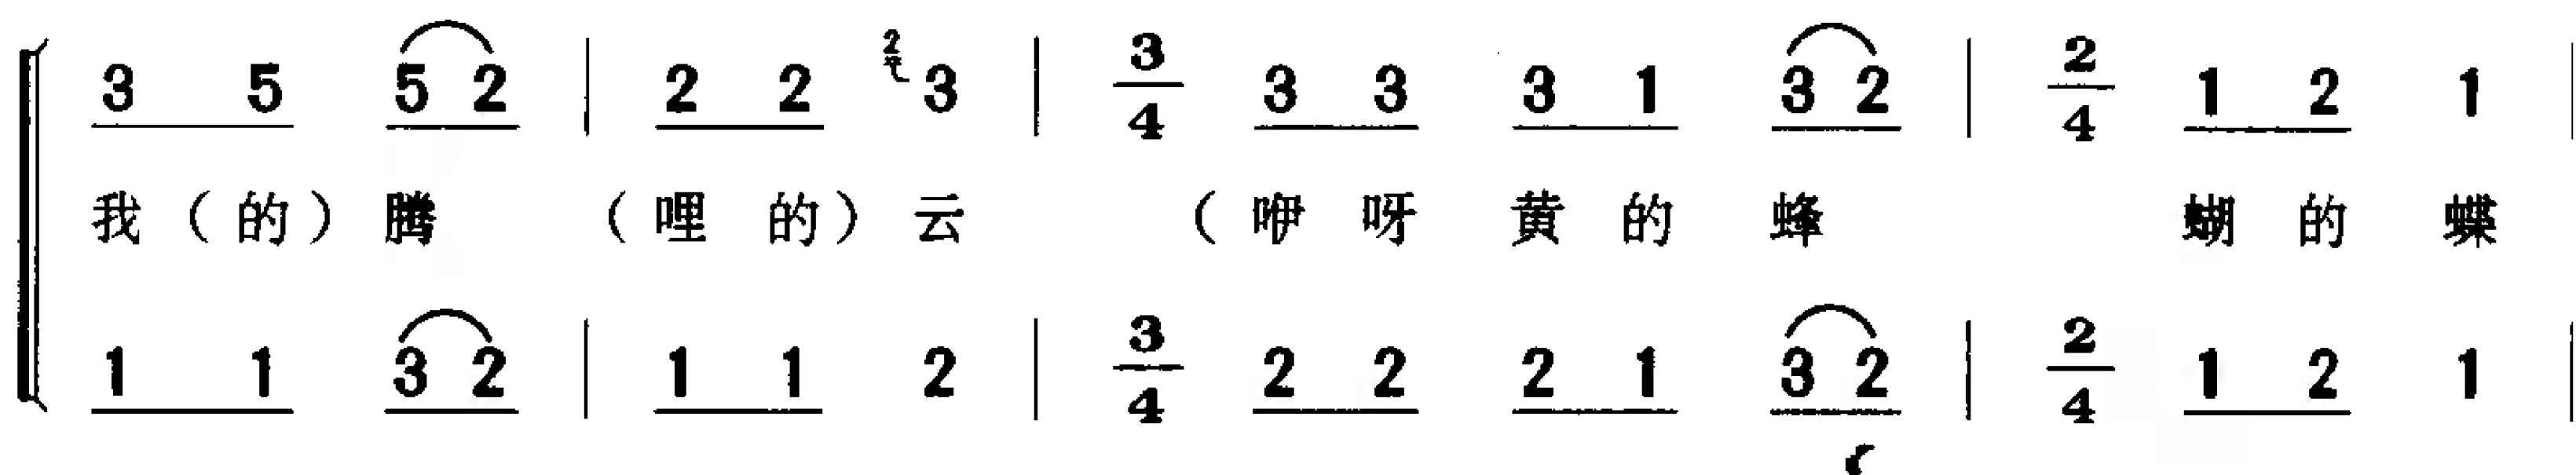 3 5 5 2 | 2 2 ²3 | 3/4 3 3 3 1 3 2 | 2/4 1 2 1 |
我（的）腾（哩 的）云（咿 呀 黄 的 蜂 蝴 的 蝶
1 1 3 2 | 1 1 2 | 3/4 2 2 2 1 3 2 | 2/4 1 2 1 |